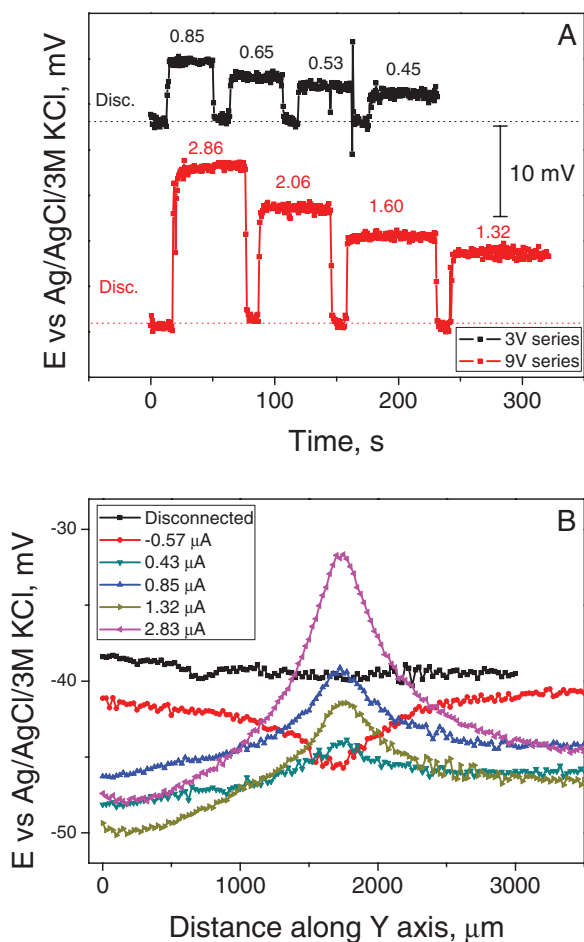 A
0.85
0.65
0.53
0.45
Disc.
2.86
10 mV
2.06
1.60
1.32
Disc.
3V series
9V series
E vs Ag/AgCl/3M KCl, mV
0 100 200 300
Time, s
B
Disconnected
-0.57 μA
0.43 μA
0.85 μA
1.32 μA
2.83 μA
-30
-40
-50
E vs Ag/AgCl/3M KCl, mV
0 1000 2000 3000
Distance along Y axis, μm